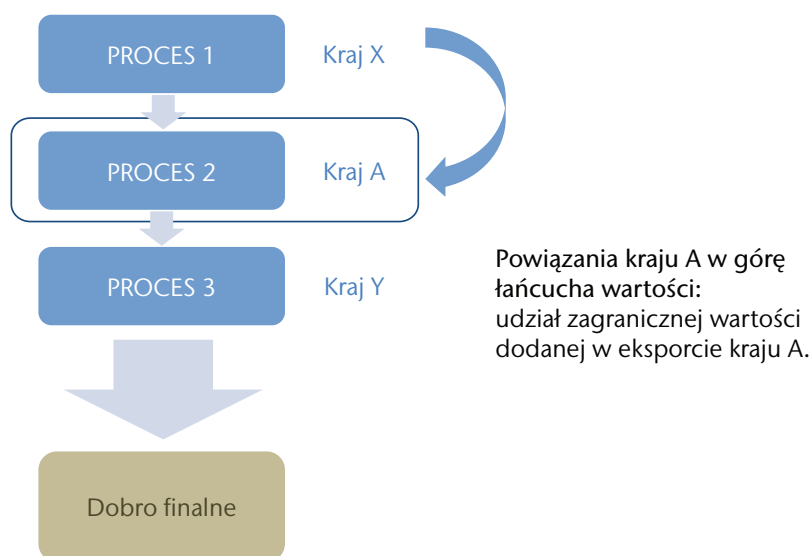 PROCES 1
Kraj X
PROCES 2
Kraj A
PROCES 3
Kraj Y
Powiązania kraju A w górę
łańcucha wartości:
udział zagranicznej wartości
dodanej w eksporcie kraju A.
Dobro finalne